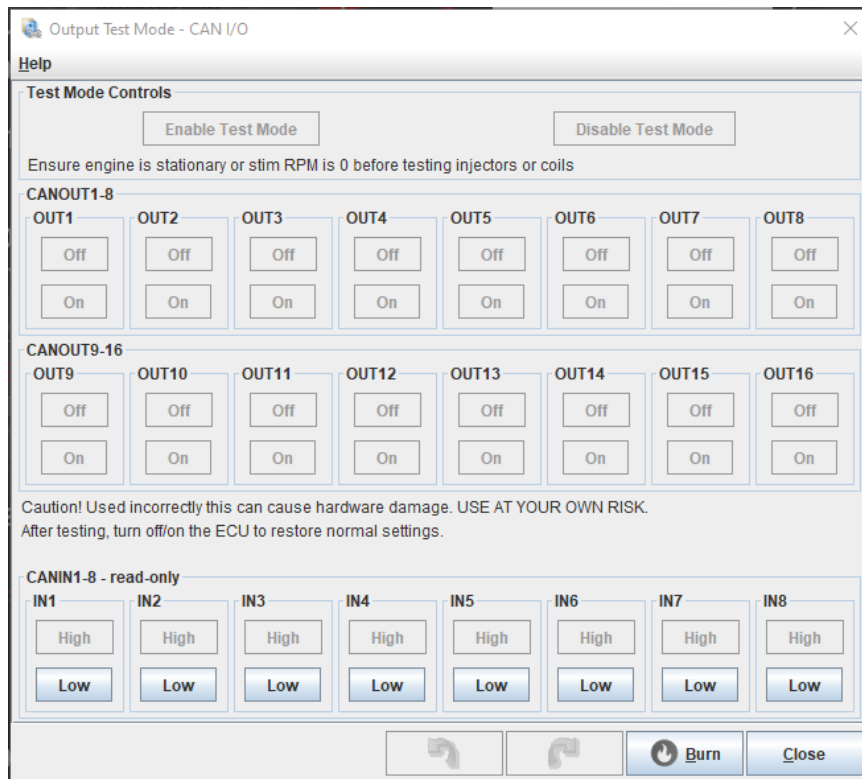 Output Test Mode - CAN I/O
Help
Test Mode Controls
Enable Test Mode Disable Test Mode
Ensure engine is stationary or stim RPM is 0 before testing injectors or coils
CANOUT1-8
OUT1 OUT2 OUT3 OUT4 OUT5 OUT6 OUT7 OUT8
Off Off Off Off Off Off Off Off
On On On On On On On On
CANOUT9-16
OUT9 OUT10 OUT11 OUT12 OUT13 OUT14 OUT15 OUT16
Off Off Off Off Off Off Off Off
On On On On On On On On
Caution! Used incorrectly this can cause hardware damage. USE AT YOUR OWN RISK.
After testing, turn off/on the ECU to restore normal settings.
CANIN1-8 - read-only
IN1 IN2 IN3 IN4 IN5 IN6 IN7 IN8
High High High High High High High High
Low Low Low Low Low Low Low Low
Burn Close